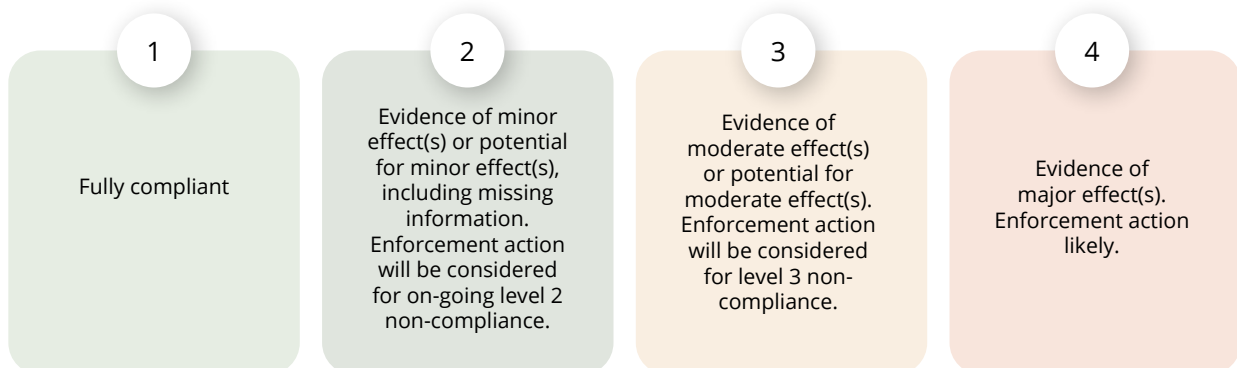 1
Fully compliant
2
Evidence of minor
effect(s) or potential
for minor effect(s),
including missing
information.
Enforcement action
will be considered
for on-going level 2
non-compliance.
3
Evidence of
moderate effect(s)
or potential for
moderate effect(s).
Enforcement action
will be considered
for level 3 non-
compliance.
4
Evidence of
major effect(s).
Enforcement action
likely.